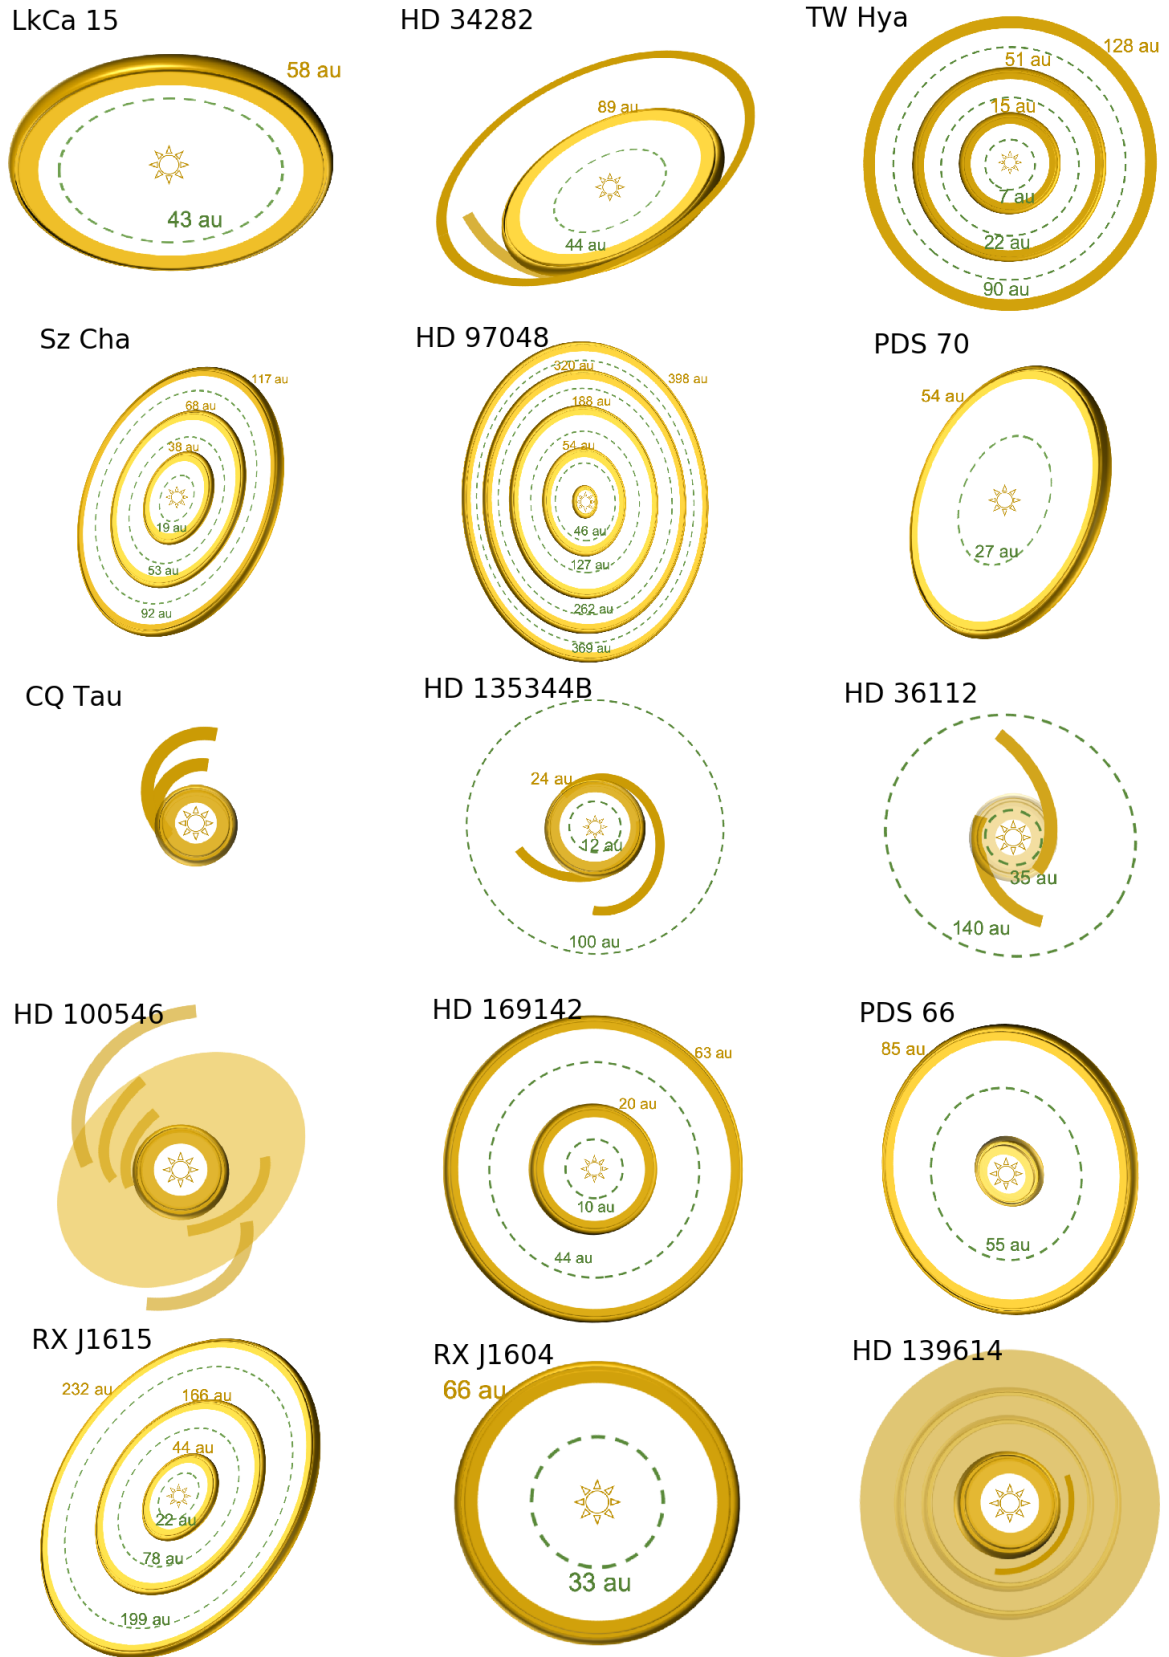 LkCa 15
58 au
43 au
HD 34282
89 au
44 au
TW Hya
128 au
51 au
15 au
7 au
22 au
90 au
Sz Cha
117 au
68 au
38 au
19 au
53 au
92 au
HD 97048
320 au
398 au
188 au
54 au
46 au
127 au
262 au
369 au
PDS 70
54 au
27 au
CQ Tau
HD 135344B
24 au
12 au
100 au
HD 36112
35 au
140 au
HD 100546
HD 169142
63 au
20 au
10 au
44 au
PDS 66
85 au
55 au
RX J1615
232 au
166 au
44 au
22 au
78 au
199 au
RX J1604
66 au
33 au
HD 139614